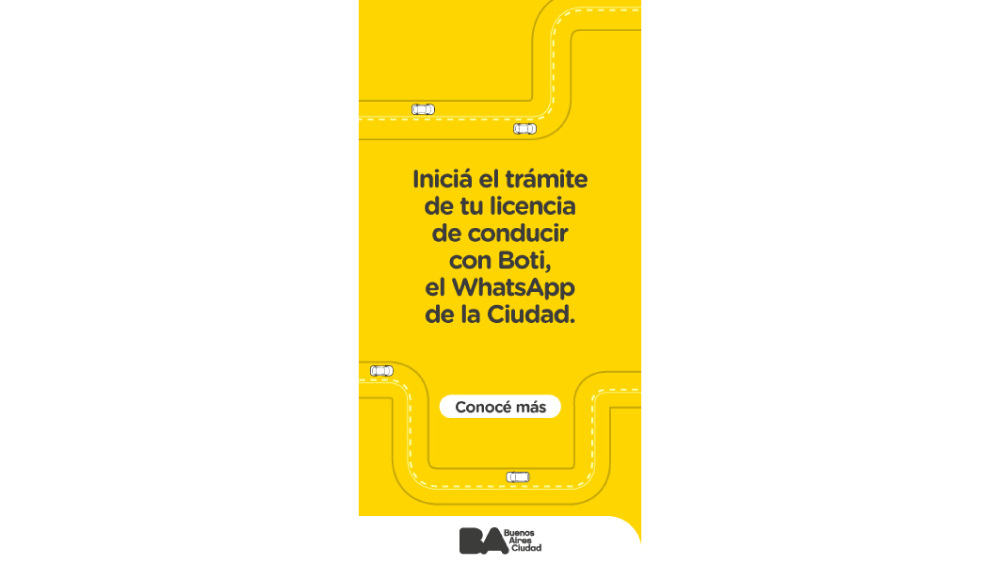 Iniciá el trámite
de tu licencia
de conducir
con Boti,
el WhatsApp
de la Ciudad.
Conocé más
BA
Buenos
Aires
Ciudad